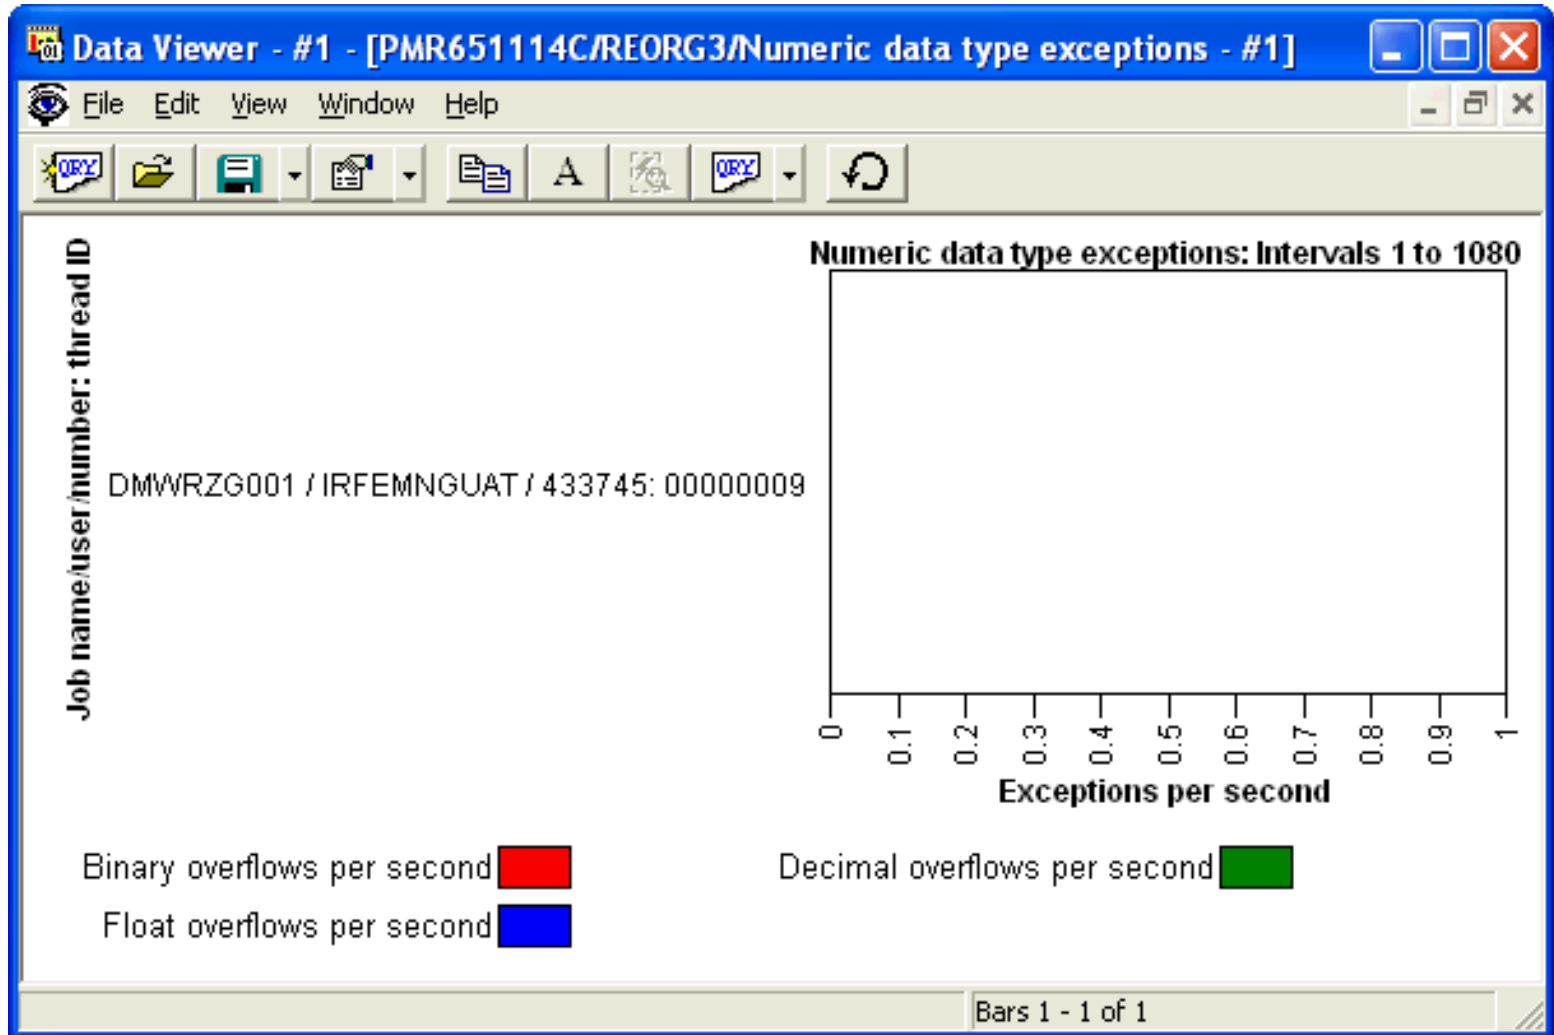 Data Viewer - #1 - [PMR651114C/REORG3/Numeric data type exceptions - #1]
File Edit View Window Help
QRY A QRY
Numeric data type exceptions: Intervals 1 to 1080
Job name/user/number: thread ID
DMWRZG001 / IRFEMNGUAT / 433745: 00000009
0 0.1 0.2 0.3 0.4 0.5 0.6 0.7 0.8 0.9 1
Exceptions per second
Binary overflows per second
Decimal overflows per second
Float overflows per second
Bars 1 - 1 of 1